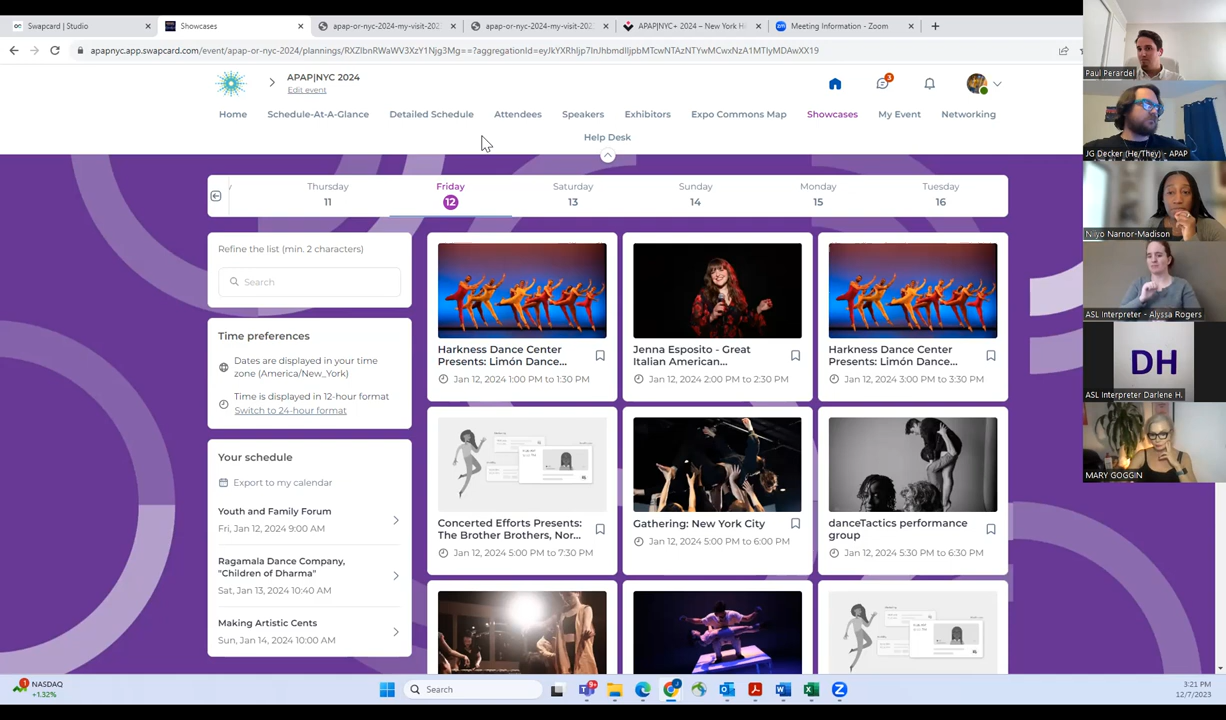 Swapcard | Studio
Showcases
apap-or-nyc-2024-my-visit-202
apap-or-nyc-2024-my-visit-202
APAP|NYC+ 2024 – New York H
Meeting Information - Zoom
apapnyc.app.swapcard.com/event/apap-or-nyc-2024/plannings/
APAP|NYC 2024
Edit event
3
Home
Schedule-At-A-Glance
Detailed Schedule
Attendees
Speakers
Exhibitors
Expo Commons Map
Showcases
My Event
Networking
Help Desk
Thursday
11
Friday
12
Saturday
13
Sunday
14
Monday
15
Tuesday
16
Refine the list (min. 2 characters)
Search
Time preferences
Dates are displayed in your time
zone (America/New_York)
Time is displayed in 12-hour format
Switch to 24-hour format
Your schedule
Export to my calendar
Youth and Family Forum
Fri, Jan 12, 2024 9:00 AM
Ragamala Dance Company,
"Children of Dharma"
Sat, Jan 13, 2024 10:40 AM
Making Artistic Cents
Sun, Jan 14, 2024 10:00 AM
Harkness Dance Center
Presents: Limón Dance...
Jan 12, 2024 1:00 PM to 1:30 PM
Jenna Esposito - Great
Italian American...
Jan 12, 2024 2:00 PM to 2:30 PM
Harkness Dance Center
Presents: Limón Dance...
Jan 12, 2024 3:00 PM to 3:30 PM
Concerted Efforts Presents:
The Brother Brothers, Nor...
Jan 12, 2024 5:00 PM to 7:30 PM
Gathering: New York City
Jan 12, 2024 5:00 PM to 6:00 PM
danceTactics performance
group
Jan 12, 2024 5:30 PM to 6:30 PM
Paul Perardel
JG Decker (He/They) - APAP
Narnor-Madison
ASL Interpreter - Alyssa Rogers
DH
ASL Interpreter Darlene H.
MARY GOGGIN
1
NASDAQ
+1.32%
Search
9+
3:21 PM
12/7/2023